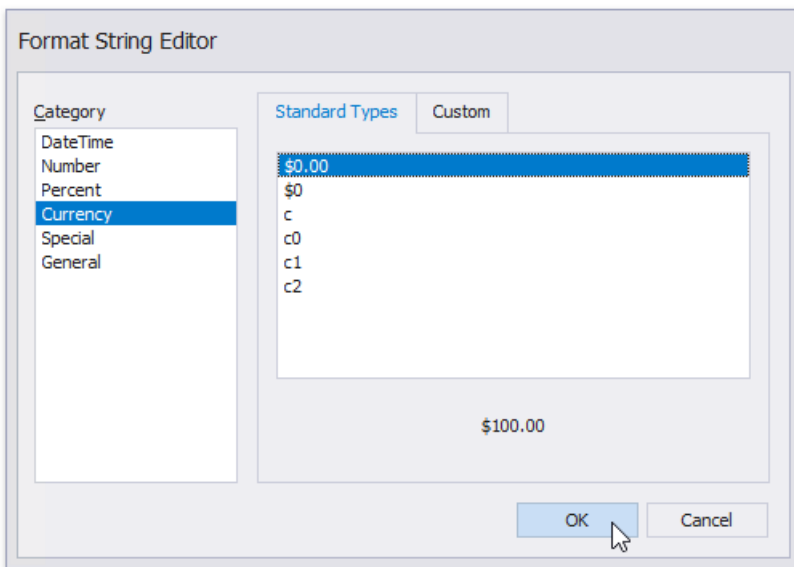 Format String Editor
Category
DateTime
Number
Percent
Currency
Special
General
Standard Types
Custom
$0.00
$0
c
c0
c1
c2
$100.00
OK
Cancel